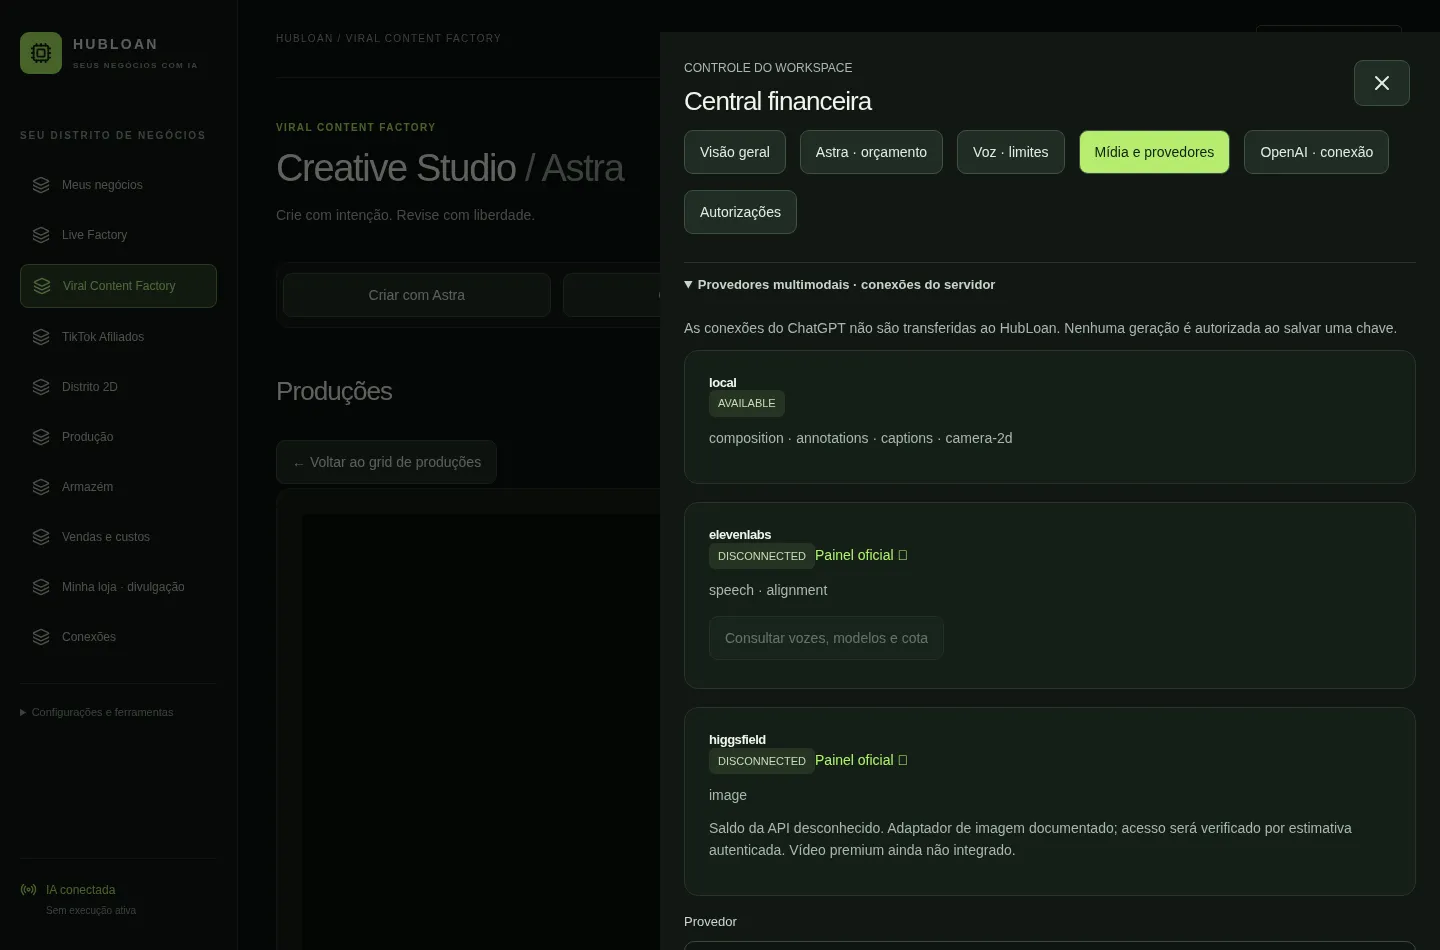 HUBLOAN
SEUS NEGÓCIOS COM IA
SEU DISTRITO DE NEGÓCIOS
Meus negócios
Live Factory
Viral Content Factory
TikTok Afiliados
Distrito 2D
Produção
Armazém
Vendas e custos
Minha loja · divulgação
Conexões
▶ Configurações e ferramentas
IA conectada
Sem execução ativa
HUBLOAN / VIRAL CONTENT FACTORY
VIRAL CONTENT FACTORY
Creative Studio / Astra
Crie com intenção. Revise com liberdade.
Criar com Astra
Produções
← Voltar ao grid de produções
CONTROLE DO WORKSPACE
Central financeira
Visão geral
Astra · orçamento
Voz · limites
Mídia e provedores
OpenAI · conexão
Autorizações
▼ Provedores multimodais · conexões do servidor
As conexões do ChatGPT não são transferidas ao HubLoan. Nenhuma geração é autorizada ao salvar uma chave.
local
AVAILABLE
composition · annotations · captions · camera-2d
elevenlabs
DISCONNECTED Painel oficial
speech · alignment
Consultar vozes, modelos e cota
higgsfield
DISCONNECTED Painel oficial
image
Saldo da API desconhecido. Adaptador de imagem documentado; acesso será verificado por estimativa
autenticada. Vídeo premium ainda não integrado.
Provedor